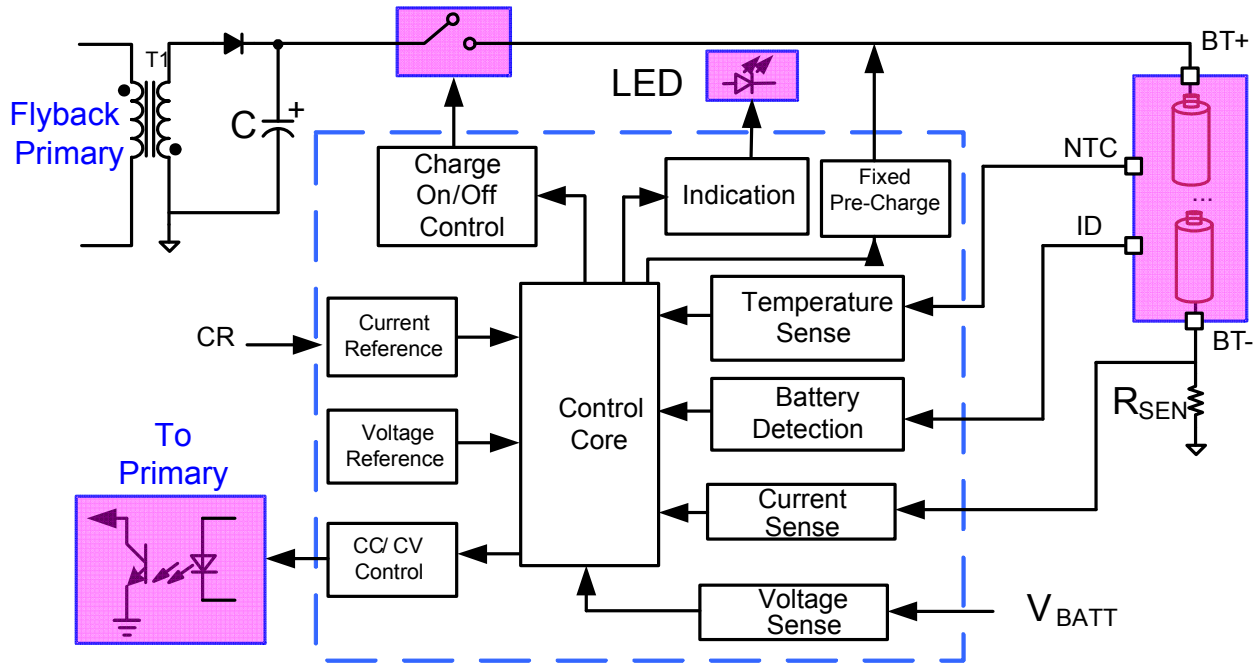 T1
BT+
LED
Flyback
Primary
C
+
Charge
On/Off
Control
Indication
Fixed
Pre-Charge
NTC
...
ID
Temperature
Sense
Current
Reference
CR
BT-
Control
Core
Battery
Detection
RSEN
Voltage
Reference
To
Primary
Current
Sense
CC/ CV
Control
Voltage
Sense
VBATT